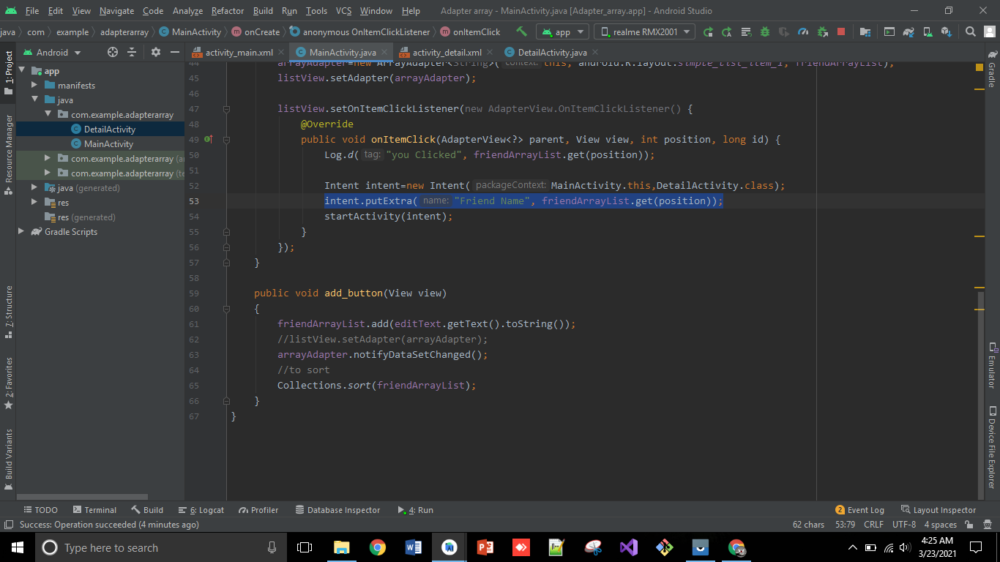 File Edit View Navigate Code Analyze Refactor Build Run Tools VCS Window Help Adapter array - MainActivity.java [Adapter_array.app] - Android Studio
java com example adapterarray MainActivity onCreate anonymous OnItemClickListener onItemClick app realme RMX2001
Android activity_main.xml MainActivity.java activity_detail.xml DetailActivity.java
1: Project
Resource Manager
7: Structure
2: Favorites
Build Variants
app
manifests
java
com.example.adapterarray
DetailActivity
MainActivity
com.example.adapterarray (a
com.example.adapterarray (te
java (generated)
res
res (generated)
Gradle Scripts
44 arrayAdapter=new ArrayAdapter<String>( context: this, android.R.layout.simple_list_item_1, friendArrayList);
45 listView.setAdapter(arrayAdapter);
46
47 listView.setOnItemClickListener(new AdapterView.OnItemClickListener() {
48 @Override
49 public void onItemClick(AdapterView<?> parent, View view, int position, long id) {
50 Log.d( tag: "you Clicked", friendArrayList.get(position));
51
52 Intent intent=new Intent( packageContext: MainActivity.this,DetailActivity.class);
53 intent.putExtra( name: "Friend Name", friendArrayList.get(position));
54 startActivity(intent);
55 }
56 });
57 }
58
59 public void add_button(View view)
60 {
61 friendArrayList.add(editText.getText().toString());
62 //listView.setAdapter(arrayAdapter);
63 arrayAdapter.notifyDataSetChanged();
64 //to sort
65 Collections.sort(friendArrayList);
66 }
67 }
Gradle
Emulator
Device File Explorer
TODO Terminal Build 6: Logcat Profiler Database Inspector 4: Run 2 Event Log Layout Inspector
Success: Operation succeeded (4 minutes ago) 62 chars 53:79 CRLF UTF-8 4 spaces
Type here to search
4:25 AM
3/23/2021